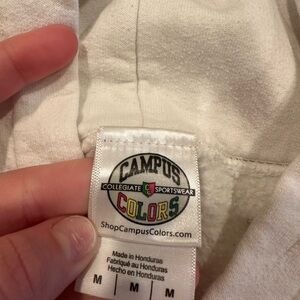 CAMPUS
COLLEGIATE SPORTSWEAR
COLORS
ShopCampusColors.com
Made in Honduras
Fabriqué au Honduras
Hecho en Honduras
M M M